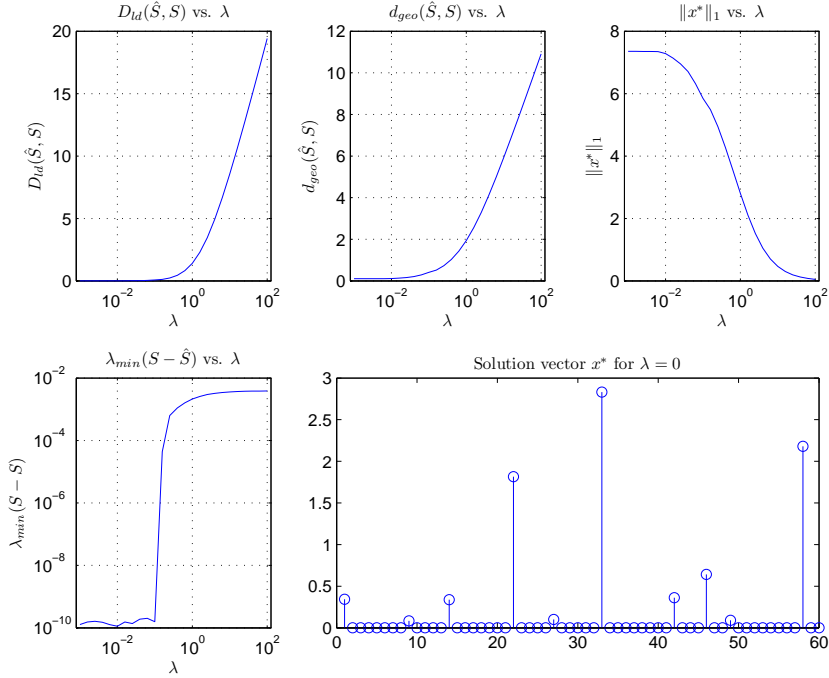 D_{ld}(Ŝ, S) vs. λ
20
15
10
5
0
D_{ld}(Ŝ, S)
10^{-2} 10^{0} 10^{2}
λ
d_{geo}(Ŝ, S) vs. λ
12
10
8
6
4
2
0
d_{geo}(Ŝ, S)
10^{-2} 10^{0} 10^{2}
λ
‖x*‖_1 vs. λ
8
6
4
2
0
‖x*‖_1
10^{-2} 10^{0} 10^{2}
λ
λ_{min}(S − Ŝ) vs. λ
10^{-2}
10^{-4}
10^{-6}
10^{-8}
10^{-10}
λ_{min}(S − S)
10^{-2} 10^{0} 10^{2}
λ
Solution vector x* for λ = 0
3
2.5
2
1.5
1
0.5
0
0 10 20 30 40 50 60